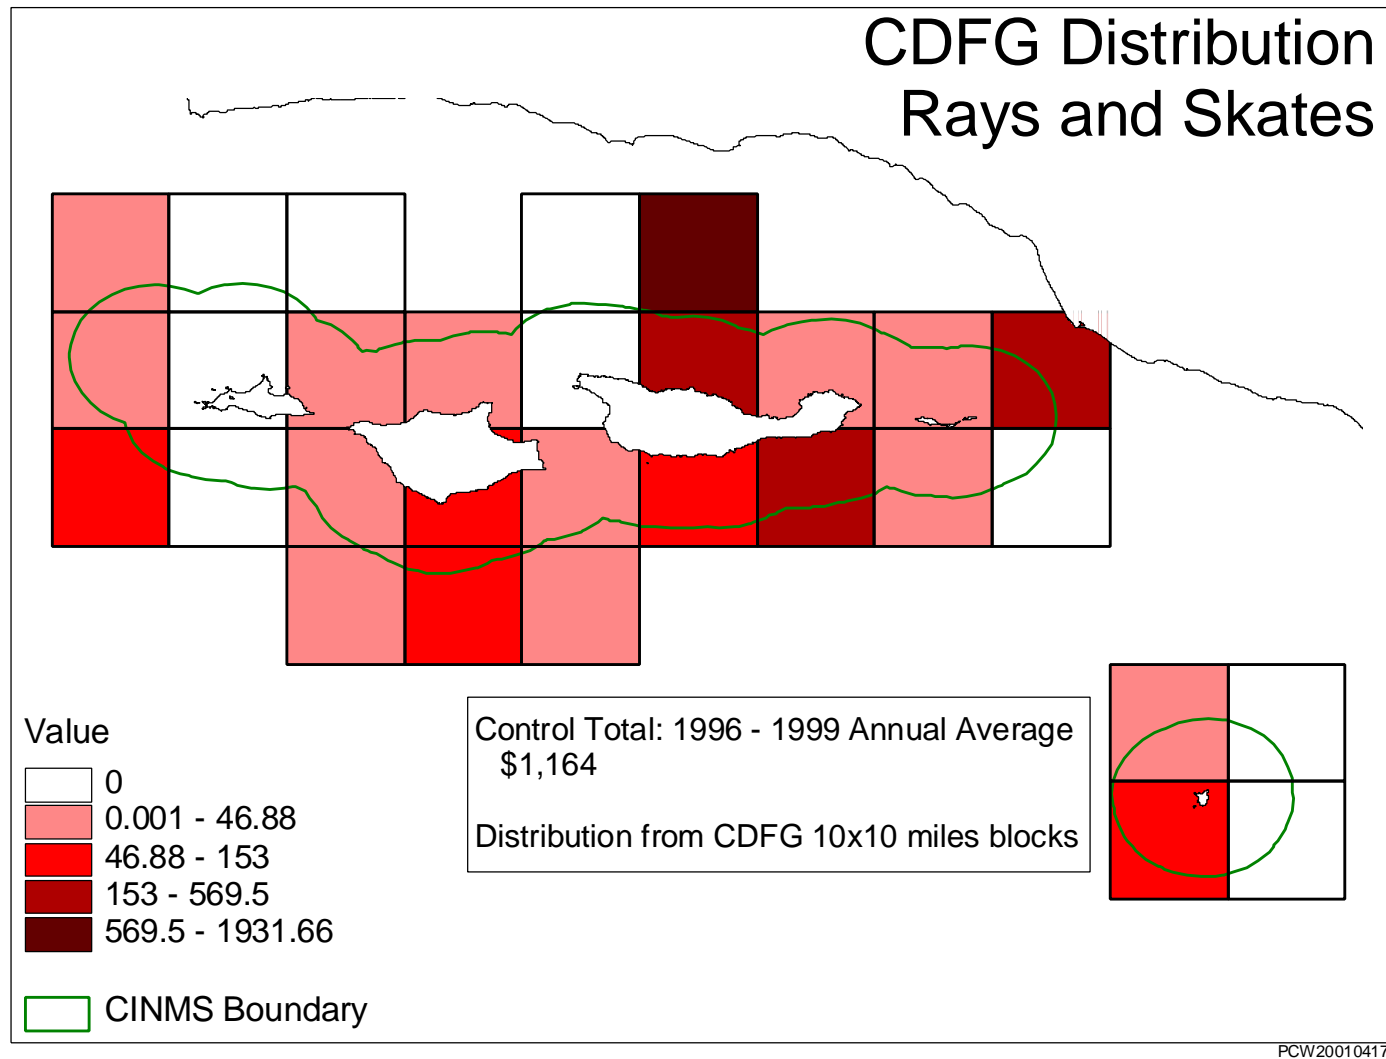 CDFG Distribution
Rays and Skates
Value
0
0.001 - 46.88
46.88 - 153
153 - 569.5
569.5 - 1931.66
CINMS Boundary
Control Total: 1996 - 1999 Annual Average
$1,164
Distribution from CDFG 10x10 miles blocks
PCW20010417